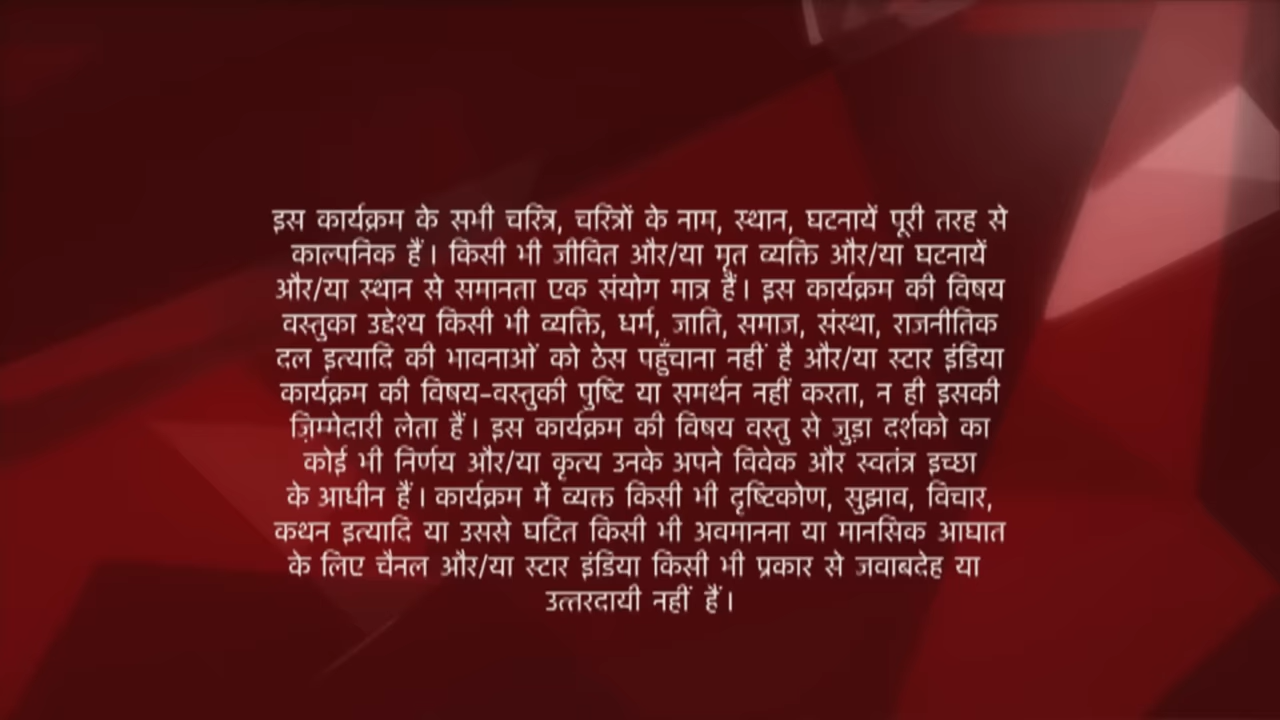 इस कार्यक्रम के सभी चरित्र, चरित्रों के नाम, स्थान, घटनायें पूरी तरह से
काल्पनिक हैं। किसी भी जीवित और/या मृत व्यक्ति और/या घटनायें
और/या स्थान से समानता एक संयोग मात्र हैं। इस कार्यक्रम की विषय
वस्तुका उद्देश्य किसी भी व्यक्ति, धर्म, जाति, समाज, संस्था, राजनीतिक
दल इत्यादि की भावनाओं को ठेस पहुँचाना नहीं है और/या स्टार इंडिया
कार्यक्रम की विषय-वस्तुकी पुष्टि या समर्थन नहीं करता, न ही इसकी
ज़िम्मेदारी लेता हैं। इस कार्यक्रम की विषय वस्तु से जुड़ा दर्शको का
कोई भी निर्णय और/या कृत्य उनके अपने विवेक और स्वतंत्र इच्छा
के आधीन हैं। कार्यक्रम में व्यक्त किसी भी दृष्टिकोण, सुझाव, विचार,
कथन इत्यादि या उससे घटित किसी भी अवमानना या मानसिक आघात
के लिए चैनल और/या स्टार इंडिया किसी भी प्रकार से जवाबदेह या
उत्तरदायी नहीं हैं।